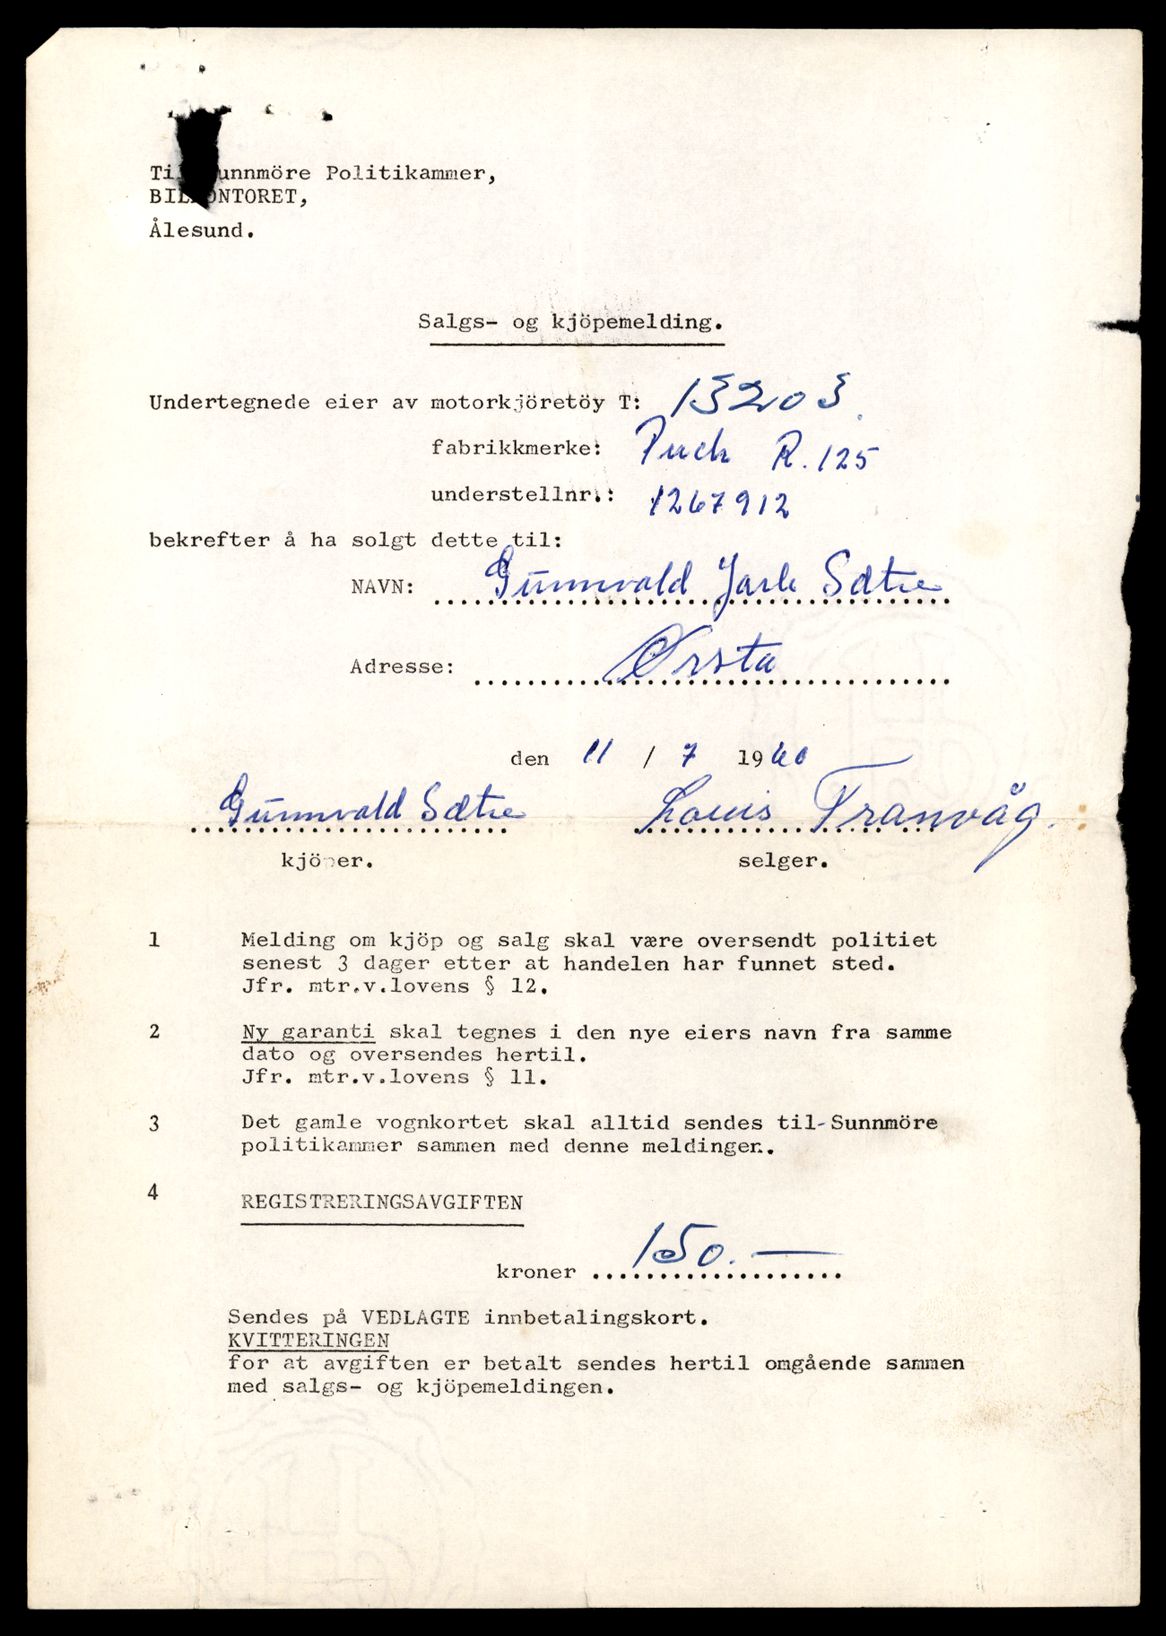 Til Sunnmöre Politikammer,
BILKONTORET,
Ålesund.
Salgs- og kjöpemelding.
Undertegnede eier av motorkjöretöy T: 13203
fabrikkmerke: Puch R. 125
understellnr.: 1267912
bekrefter å ha solgt dette til:
NAVN: Gunnvald Jarle Sætre
Adresse: Ørsta
den 11 / 7 1960
Gunnvald Sætre Louis Tranvåg.
kjöper. selger.
1 Melding om kjöp og salg skal være oversendt politiet
senest 3 dager etter at handelen har funnet sted.
Jfr. mtr.v.lovens § 12.
2 Ny garanti skal tegnes i den nye eiers navn fra samme
dato og oversendes hertil.
Jfr. mtr.v.lovens § 11.
3 Det gamle vognkortet skal alltid sendes til Sunnmöre
politikammer sammen med denne meldingen.
4 REGISTRERINGSAVGIFTEN
kroner 150.—
Sendes på VEDLAGTE innbetalingskort.
KVITTERINGEN
for at avgiften er betalt sendes hertil omgående sammen
med salgs- og kjöpemeldingen.